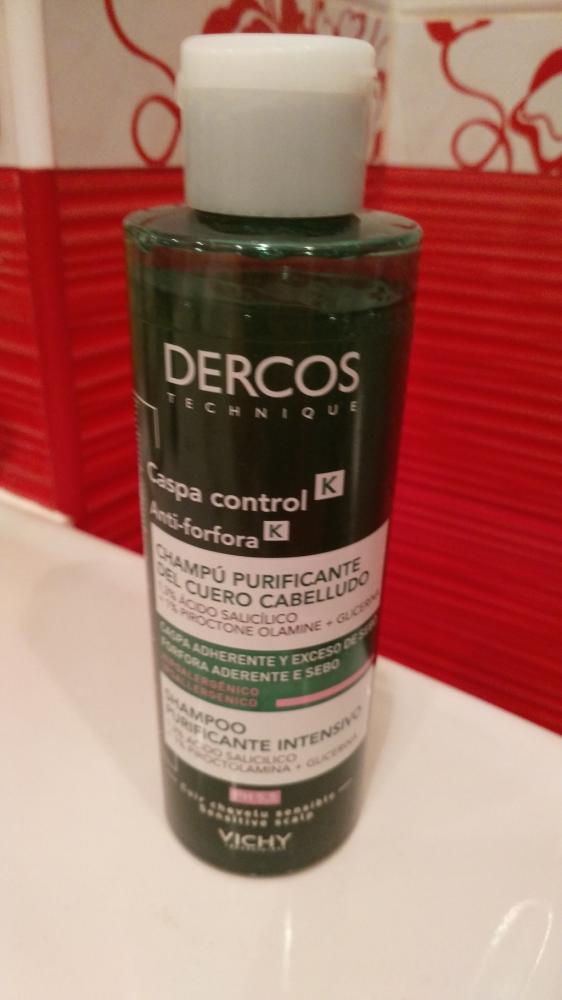 DERCOS
TECHNIQUE
Caspa control K
Anti-forfora K
CHAMPÚ PURIFICANTE
DEL CUERO CABELLUDO
ÁCIDO SALICÍLICO
+ 1% PIROCTONE OLAMINE + GLICERINA
CASPA ADHERENTE Y EXCESO DE SEBO
FORFORA ADERENTE E SEBO
HIPOALERGÉNICO
IPOALLERGENICO
SHAMPOO
PURIFICANTE INTENSIVO
ACIDO SALICILICO
PIROCTOLAMINA + GLICERINA
PH 5.5
Cuir chevelu sensible
Sensitive scalp
VICHY